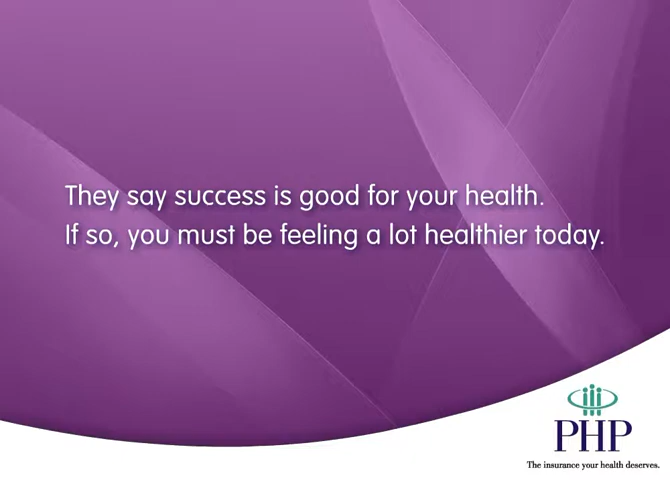 They say success is good for your health.
If so, you must be feeling a lot healthier today.
PHP
The insurance your health deserves.